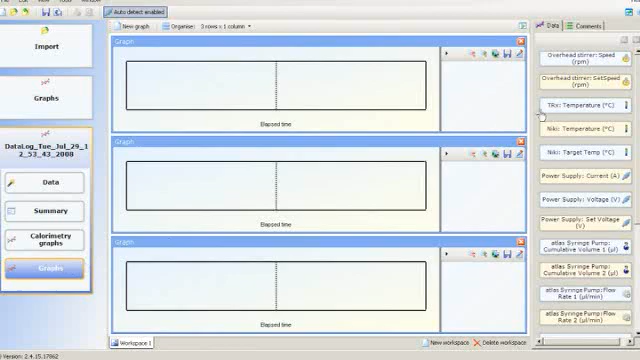 Tools
Window
Help
Auto detect enabled
Import
Graphs
DataLog_Tue_Jul_29_1
2_53_43_2008
Data
Summary
Calorimetry
graphs
Graphs
New graph
Organise:
3 rows × 1 column
Graph
Elapsed time
Graph
Elapsed time
Graph
Elapsed time
Workspace 1
New workspace
Delete workspace
Data
Comments
Overhead stirrer: Speed
(rpm)
Overhead stirrer: SetSpeed
(rpm)
TRx: Temperature (°C)
Niki: Temperature (°C)
Niki: Target Temp (°C)
Power Supply: Current (A)
Power Supply: Voltage (V)
Power Supply: Set Voltage
(V)
atlas Syringe Pump:
Cumulative Volume 1 (µl)
atlas Syringe Pump:
Cumulative Volume 2 (µl)
atlas Syringe Pump:Flow
Rate 1 (µl/min)
atlas Syringe Pump:Flow
Rate 2 (µl/min)
Version: 2.4.15.17862